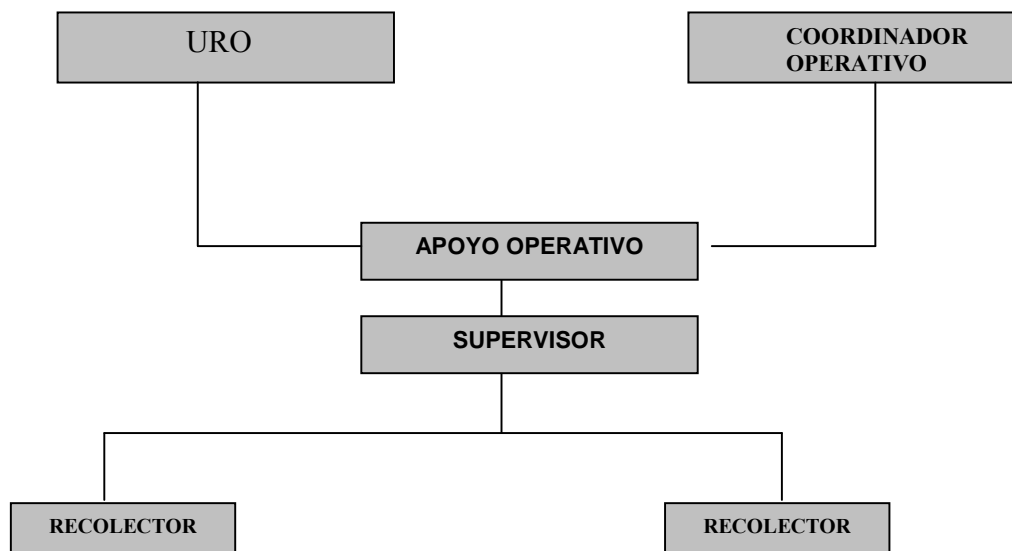 URO
COORDINADOR
OPERATIVO
APOYO OPERATIVO
SUPERVISOR
RECOLECTOR
RECOLECTOR